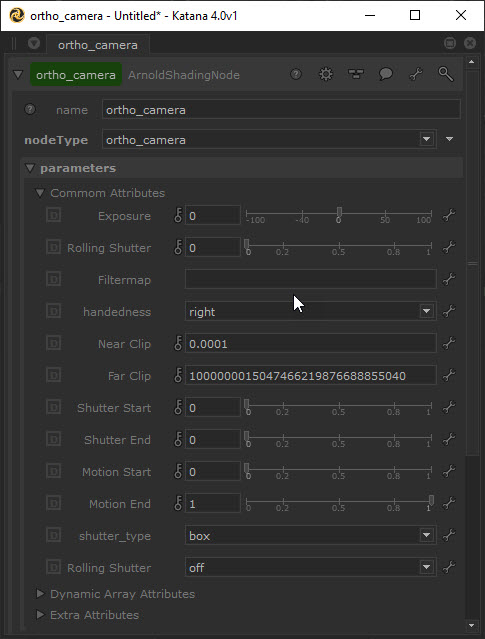 ortho_camera - Untitled* - Katana 4.0v1
ortho_camera
ortho_camera ArnoldShadingNode
name ortho_camera
nodeType ortho_camera
parameters
Commom Attributes
D Exposure 0 -100 -40 0 50 100
D Rolling Shutter 0 0 0.2 0.5 0.8 1
D Filtermap
D handedness right
D Near Clip 0.0001
D Far Clip 1000000015047466219876688855040
D Shutter Start 0 0 0.2 0.5 0.8 1
D Shutter End 0 0 0.2 0.5 0.8 1
D Motion Start 0 0 0.2 0.5 0.8 1
D Motion End 1 0 0.2 0.5 0.8 1
D shutter_type box
D Rolling Shutter off
Dynamic Array Attributes
Extra Attributes